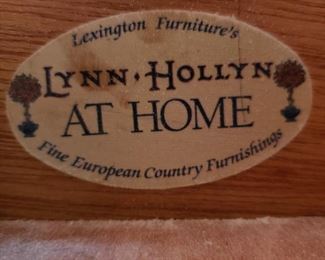 Lexington Furniture's
LYNN·HOLLYN
AT HOME
Fine European Country Furnishings